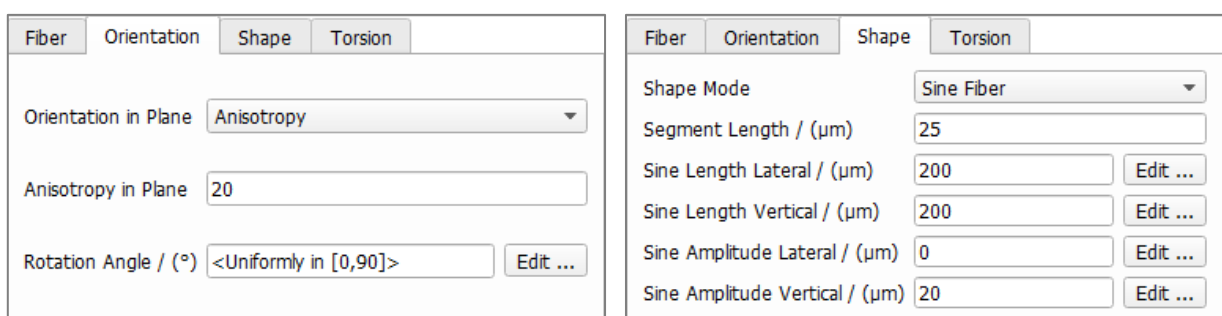 Fiber Orientation Shape Torsion
Orientation in Plane Anisotropy
Anisotropy in Plane 20
Rotation Angle / (°) <Uniformly in [0,90]> Edit ...
Fiber Orientation Shape Torsion
Shape Mode Sine Fiber
Segment Length / (µm) 25
Sine Length Lateral / (µm) 200 Edit ...
Sine Length Vertical / (µm) 200 Edit ...
Sine Amplitude Lateral / (µm) 0 Edit ...
Sine Amplitude Vertical / (µm) 20 Edit ...